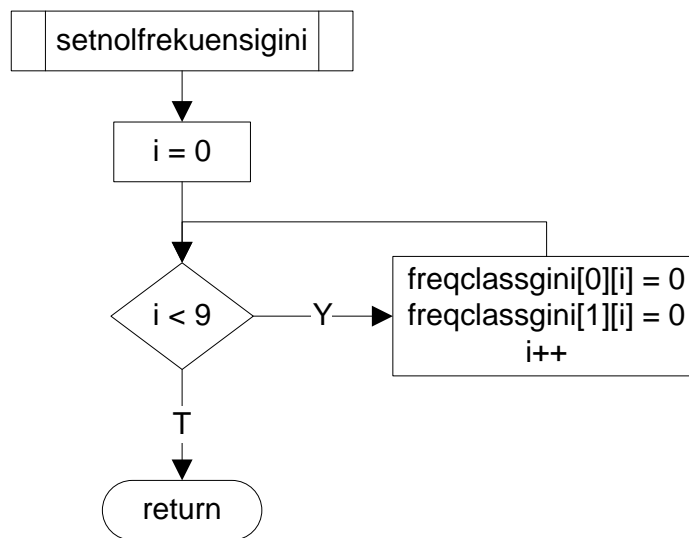 setnolfrekuensigini
i = 0
i < 9
Y
freqclassgini[0][i] = 0
freqclassgini[1][i] = 0
i++
T
return